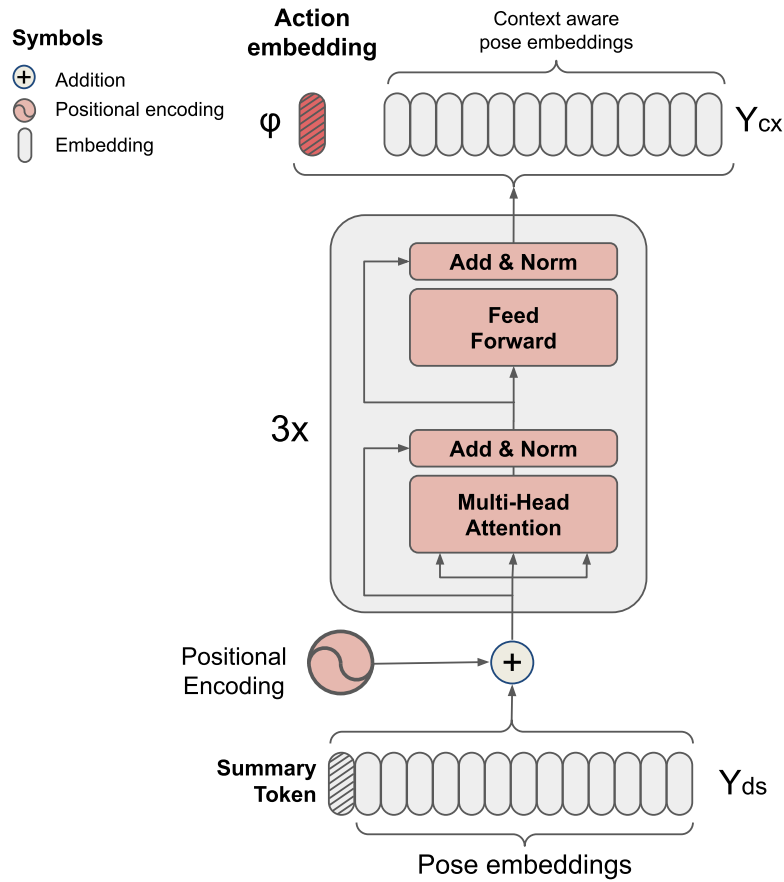 Symbols
Addition
Positional encoding
Embedding
Action
embedding
Context aware
pose embeddings
φ
Ycx
Add & Norm
Feed
Forward
3x
Add & Norm
Multi-Head
Attention
Positional
Encoding
+
Summary
Token
Yds
Pose embeddings